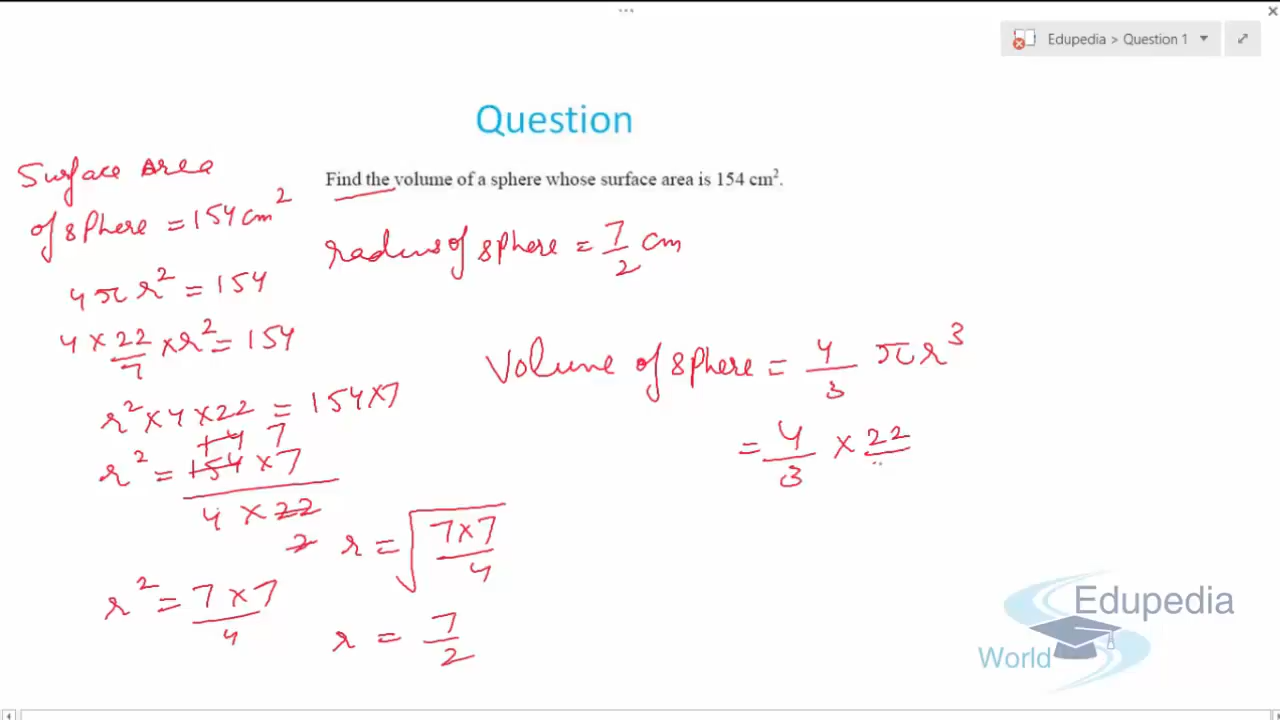 Edupedia > Question 1
Question
Find the volume of a sphere whose surface area is 154 cm².
Surface Area
of sphere = 154 cm²
4πr² = 154
4 × 22/7 × r² = 154
r² × 4 × 22 = 154 × 7
14 7
r² = 154 × 7 / 4 × 22
2
r² = 7 × 7 / 4
r = √(7×7 / 4)
r = 7/2
radius of sphere = 7/2 cm
Volume of sphere = 4/3 πr³
= 4/3 × 22
Edupedia
World